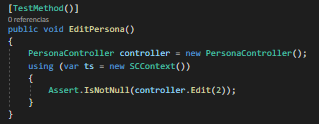 [TestMethod()]
0 referencias
public void EditPersona()
{
PersonaController controller = new PersonaController();
using (var ts = new SCContext())
{
Assert.IsNotNull(controller.Edit(2));
}
}